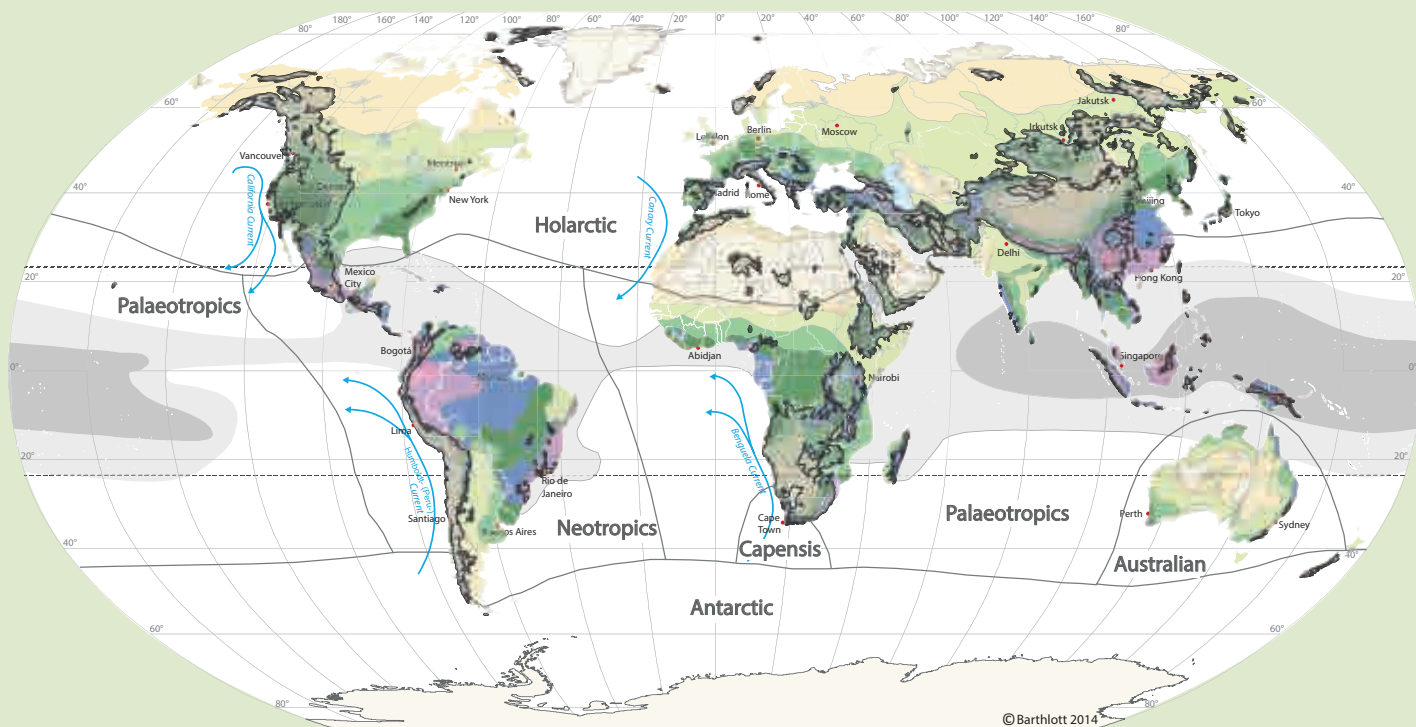 180° 160° 140° 120° 100° 80° 60° 40° 20° 0° 20° 40° 60° 80° 100° 120° 140° 160°
80° 80°
60° 60°
Jakutsk
Irkutsk
Moscow
Berlin
Vancouver
New York
Madrid Rome
Tokyo
40° 40°
California Current
Canary Current
Holarctic
Delhi
Hong Kong
20° 20°
Mexico
City
Palaeotropics
Bogotá
Abidjan
Singapore
Nairobi
0° 0°
Lima
Humboldt- (Peru-)
Current
Benguela Current
20° 20°
Rio de
Janeiro
Santiago
Cape
Town
Neotropics
Palaeotropics
Perth
Sydney
Capensis
Australian
40° 40°
Antarctic
60° 60°
80° 80°
© Barthlott 2014